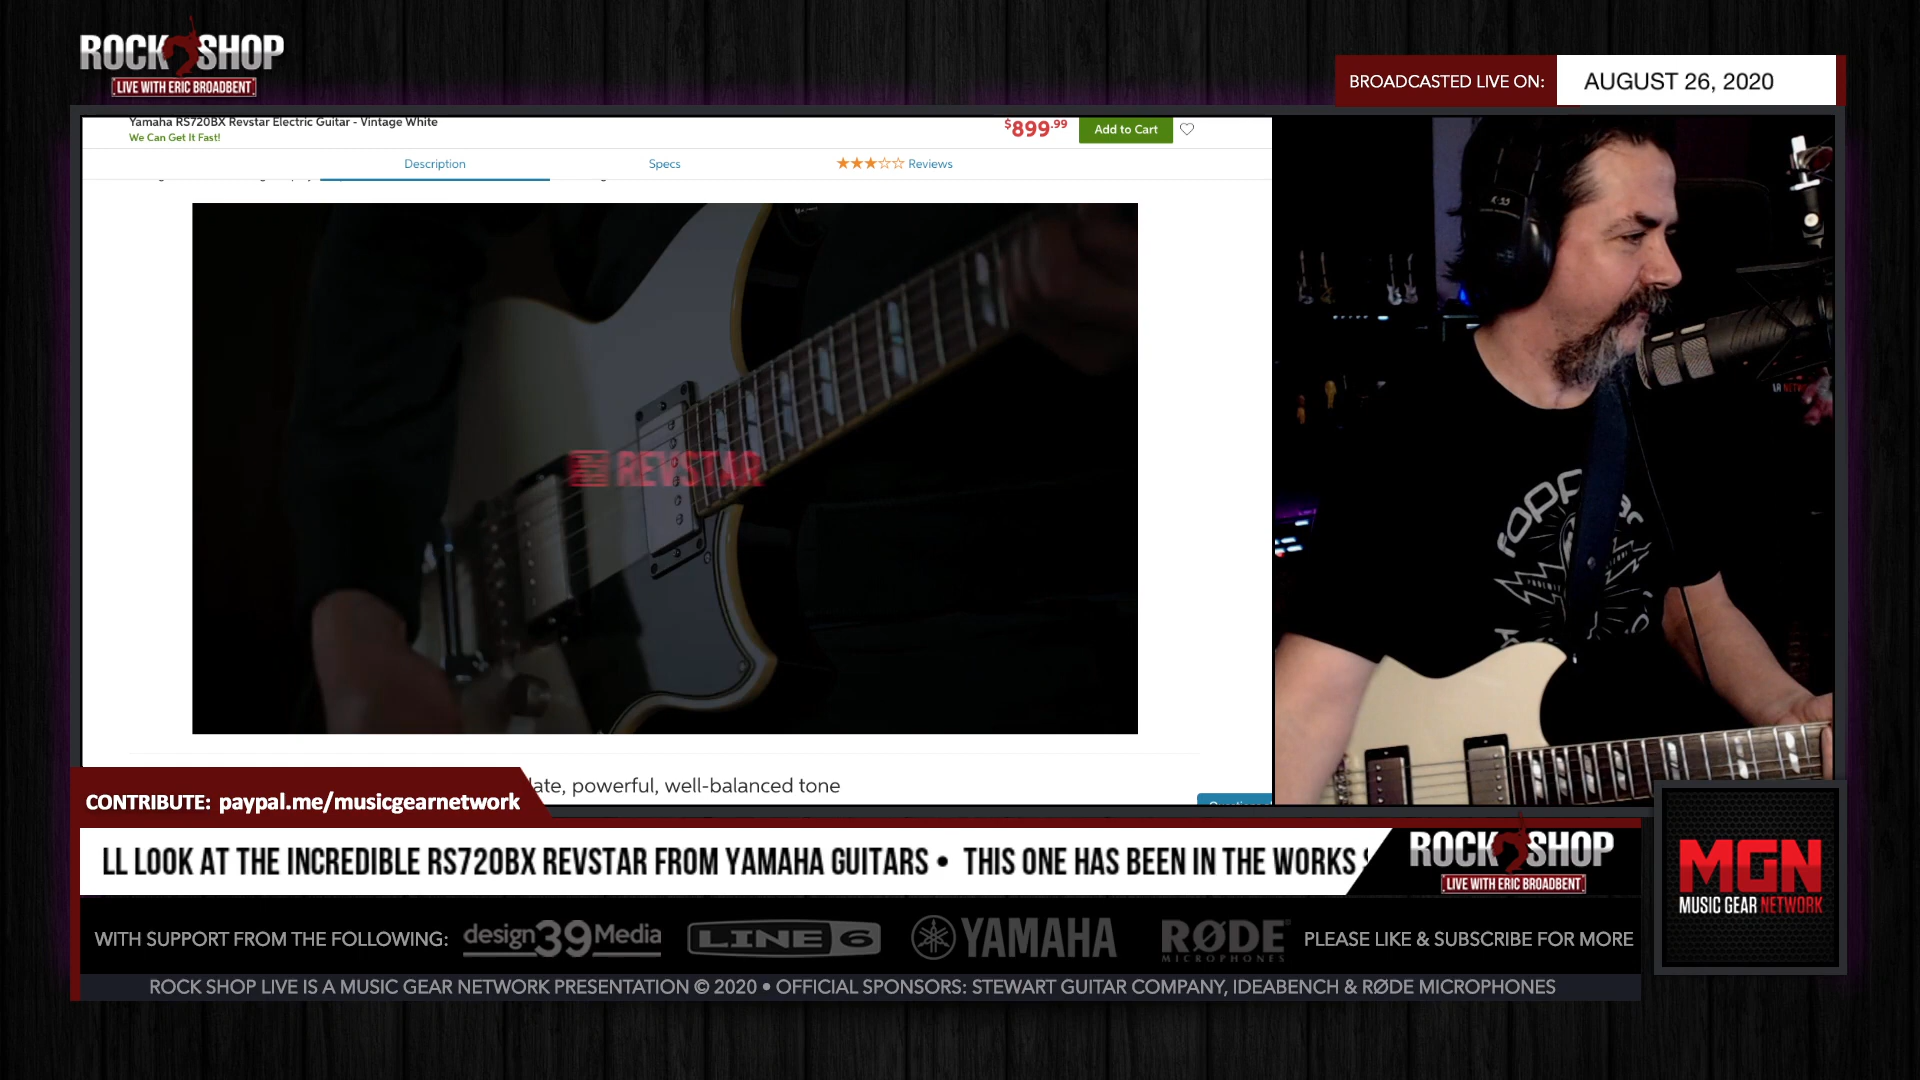 ROCK SHOP
LIVE WITH ERIC BROADBENT
BROADCASTED LIVE ON: AUGUST 26, 2020
Yamaha RS720BX Revstar Electric Guitar - Vintage White
We Can Get It Fast!
$899.99
Add to Cart
Description
Specs
Reviews
REVSTAR
late, powerful, well-balanced tone
CONTRIBUTE: paypal.me/musicgearnetwork
LL LOOK AT THE INCREDIBLE RS720BX REVSTAR FROM YAMAHA GUITARS • THIS ONE HAS BEEN IN THE WORKS
ROCK SHOP
LIVE WITH ERIC BROADBENT
MGN
MUSIC GEAR NETWORK
WITH SUPPORT FROM THE FOLLOWING: design39Media LINE 6 YAMAHA RØDE MICROPHONES PLEASE LIKE & SUBSCRIBE FOR MORE
ROCK SHOP LIVE IS A MUSIC GEAR NETWORK PRESENTATION © 2020 • OFFICIAL SPONSORS: STEWART GUITAR COMPANY, IDEABENCH & RØDE MICROPHONES